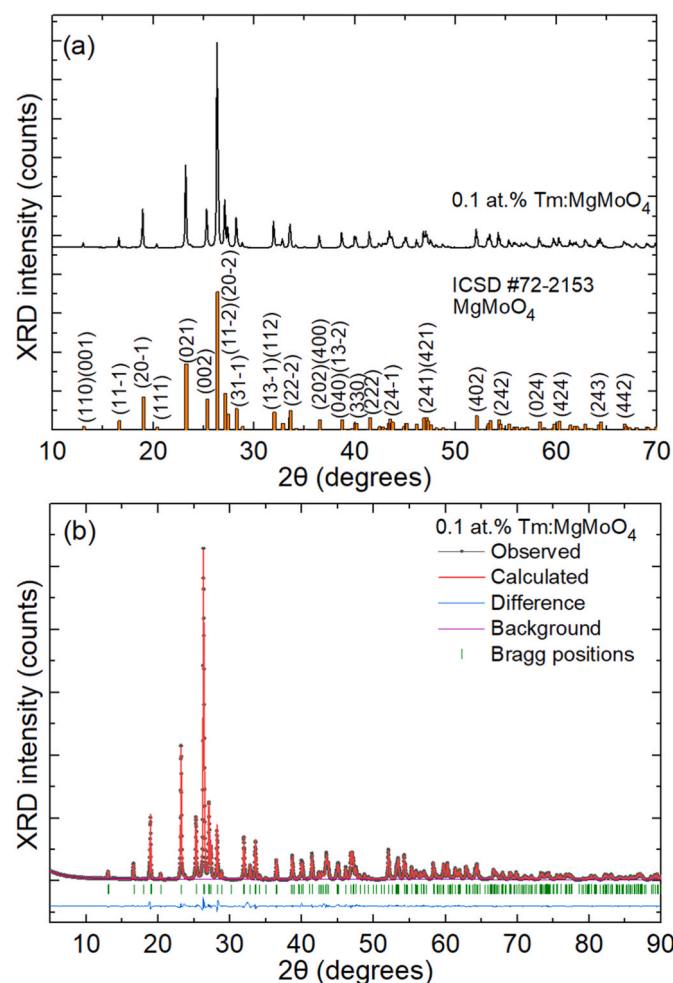 (a)
XRD intensity (counts)
0.1 at.% Tm:MgMoO₄
ICSD #72-2153
MgMoO₄
(110)(001)
(11-1)
(20-1)
(111)
(021)
(002)
(11-2)(20-2)
(31-1)
(13-1)(112)
(22-2)
(202)(400)
(040)(13-2)
(330)
(222)
(24-1)
(241)(421)
(402)
(242)
(024)
(424)
(243)
(442)
10 20 30 40 50 60 70
2θ (degrees)
(b)
XRD intensity (counts)
0.1 at.% Tm:MgMoO₄
Observed
Calculated
Difference
Background
Bragg positions
10 20 30 40 50 60 70 80 90
2θ (degrees)